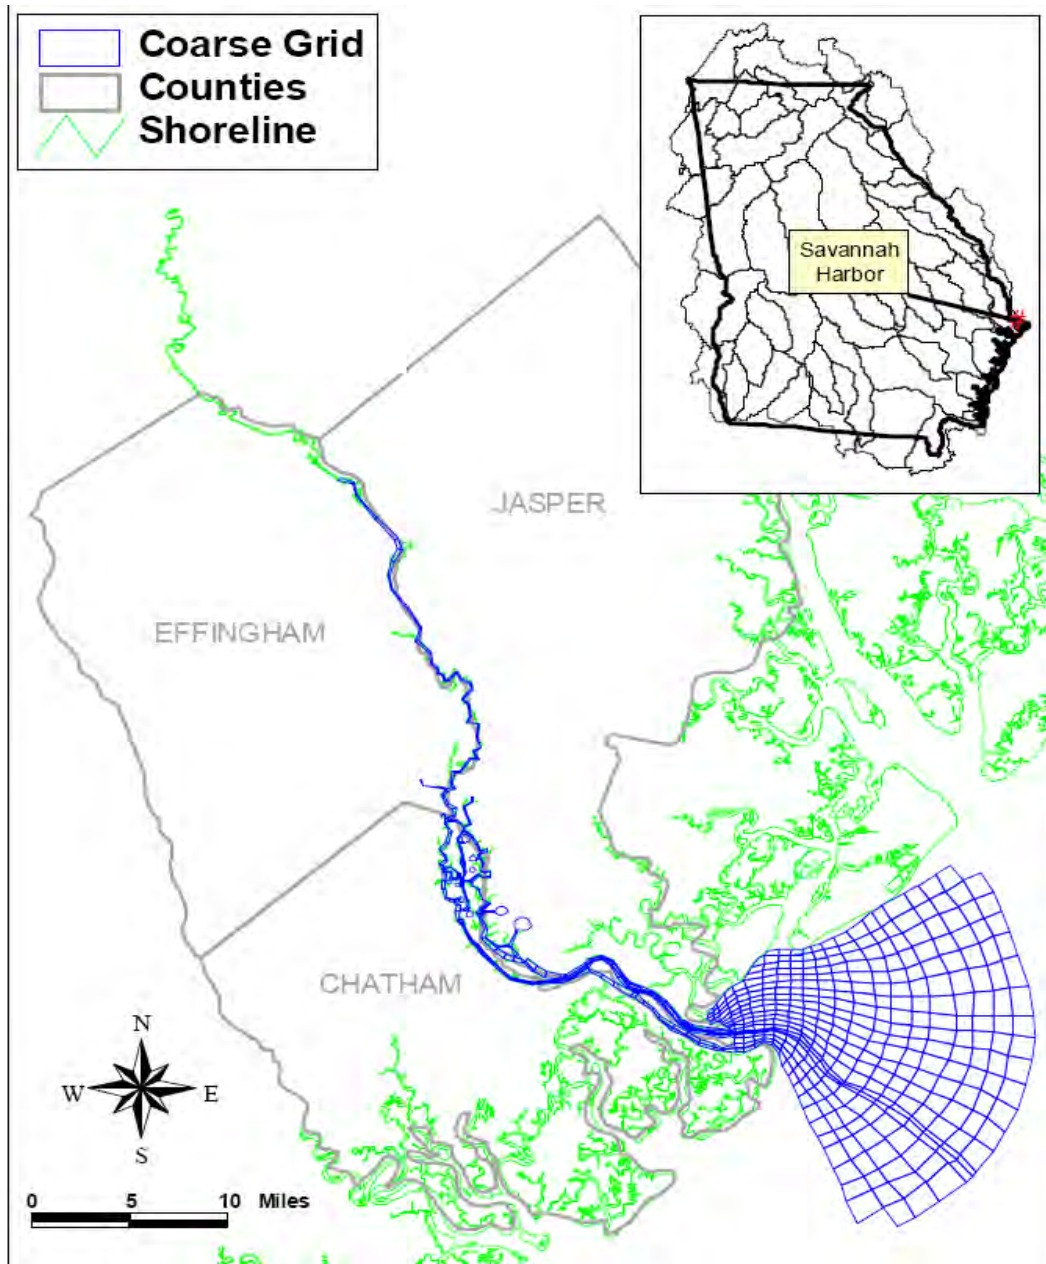 Coarse Grid
Counties
Shoreline
Savannah
Harbor
JASPER
EFFINGHAM
CHATHAM
N
W E
S
0 5 10 Miles